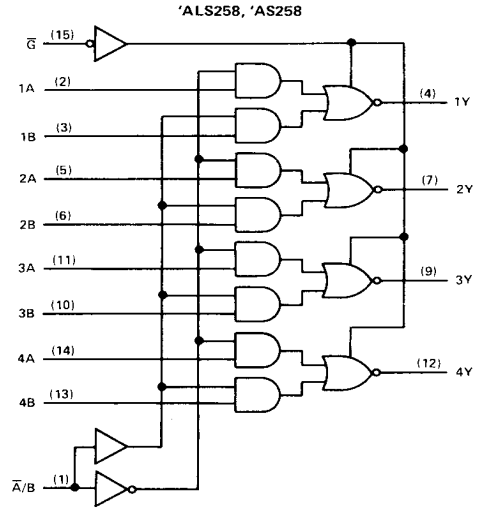 'ALS258, 'AS258
G̅ (15)
1A (2)
(4) 1Y
1B (3)
2A (5)
(7) 2Y
2B (6)
3A (11)
(9) 3Y
3B (10)
4A (14)
(12) 4Y
4B (13)
A̅/B (1)